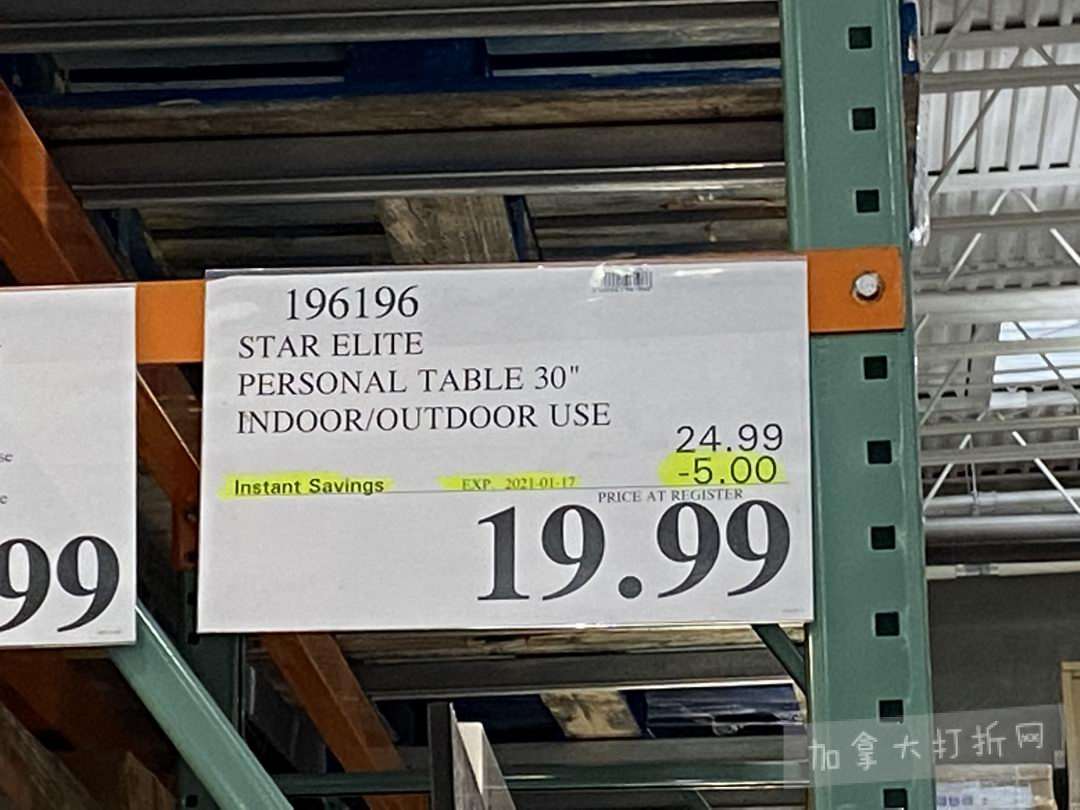 196196
STAR ELITE
PERSONAL TABLE 30"
INDOOR/OUTDOOR USE
24.99
Instant Savings EXP. 2021-01-17 -5.00
PRICE AT REGISTER
19.99
se
e
99
加拿大打折网